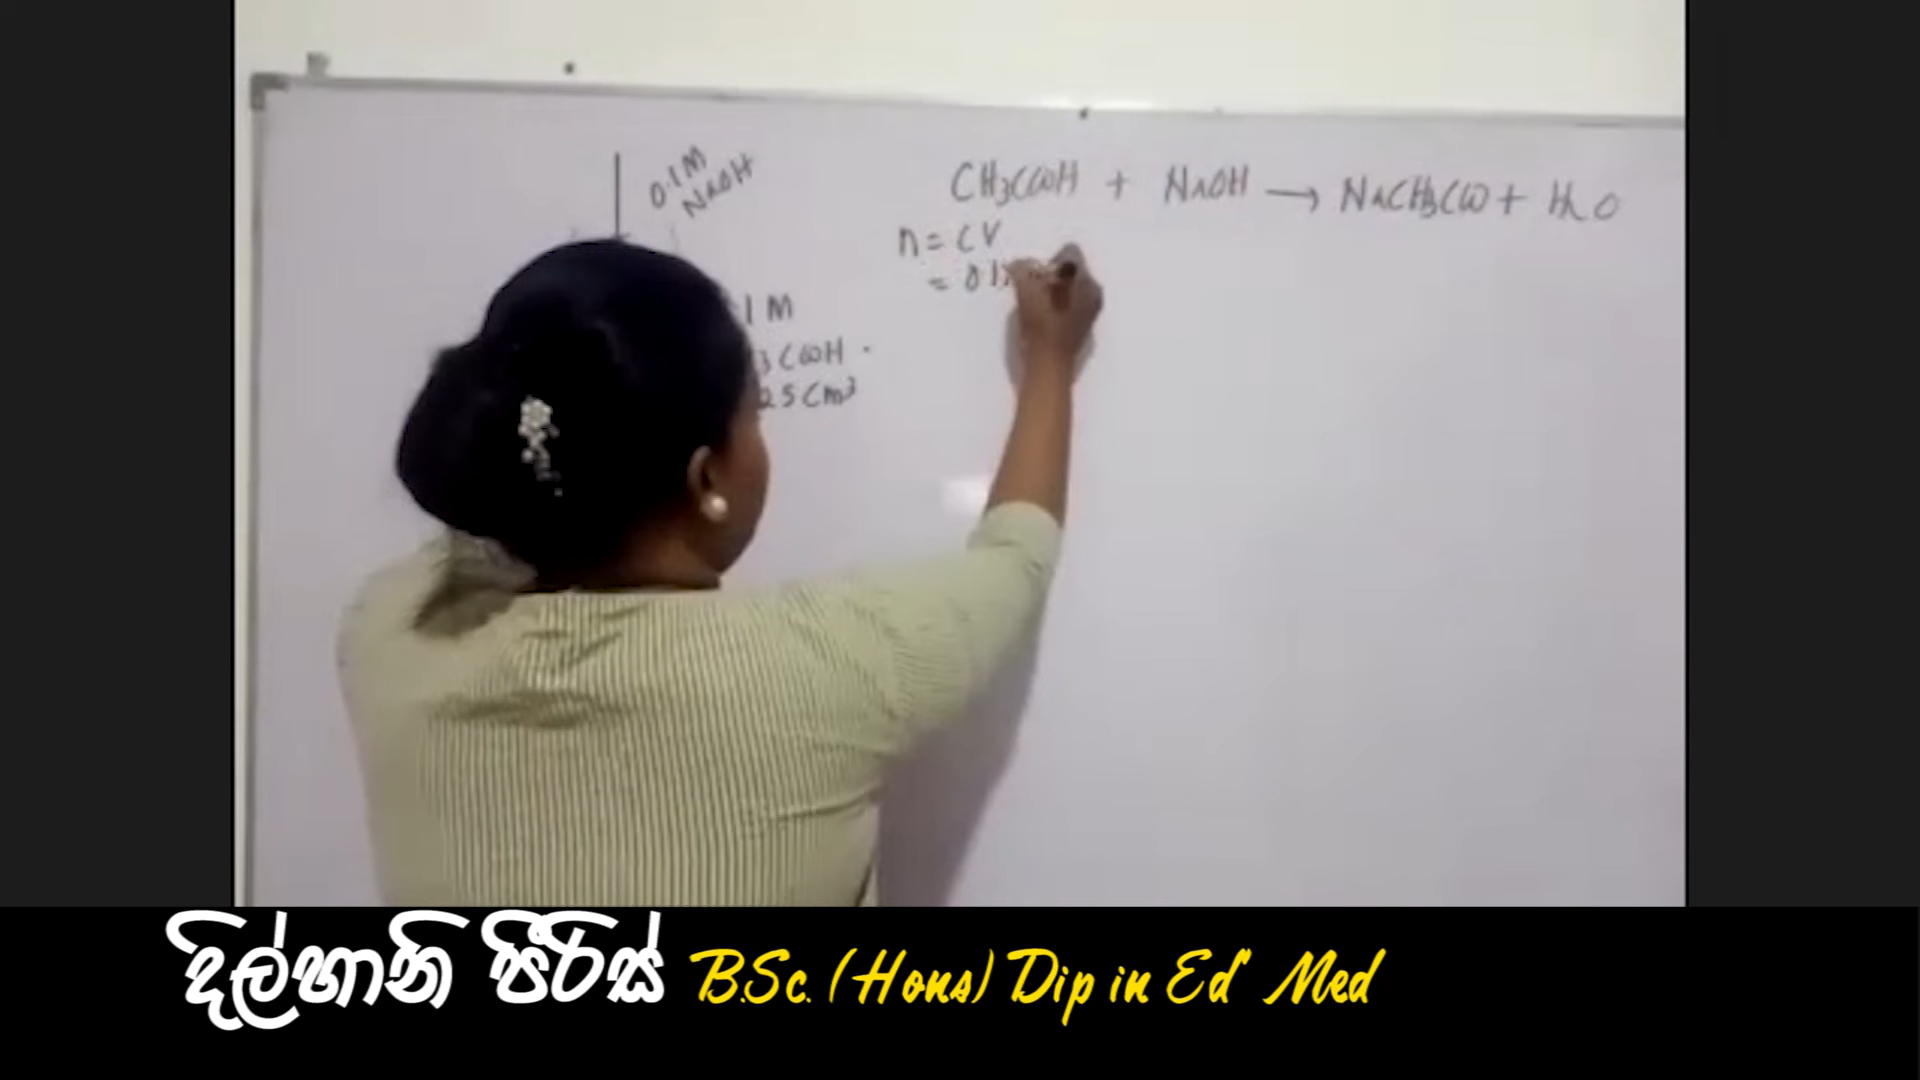 0.1M
NaOH
CH3COOH + NaOH → NaCH3COO + H2O
n = CV
= 0.1x
1 M
3COOH
25 Cm³
දිල්හානි පීරිස් B.Sc. (Hons) Dip in Ed Med